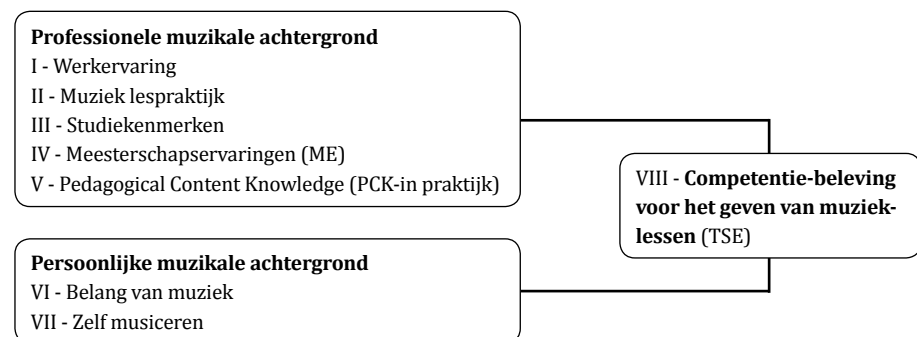 Professionele muzikale achtergrond
I - Werkervaring
II - Muziek lespraktijk
III - Studiekenmerken
IV - Meesterschapservaringen (ME)
V - Pedagogical Content Knowledge (PCK-in praktijk)
VIII - Competentie-beleving
voor het geven van muziek-
lessen (TSE)
Persoonlijke muzikale achtergrond
VI - Belang van muziek
VII - Zelf musiceren